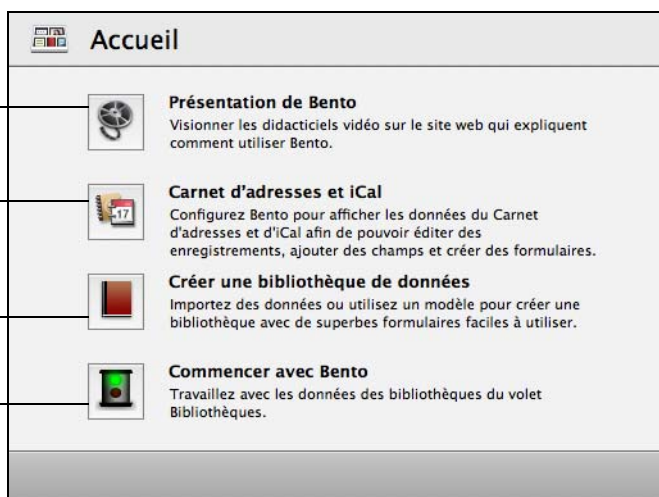 Accueil
Présentation de Bento
Visionner les didacticiels vidéo sur le site web qui expliquent
comment utiliser Bento.
Carnet d'adresses et iCal
17
Configurez Bento pour afficher les données du Carnet
d'adresses et d'iCal afin de pouvoir éditer des
enregistrements, ajouter des champs et créer des formulaires.
Créer une bibliothèque de données
Importez des données ou utilisez un modèle pour créer une
bibliothèque avec de superbes formulaires faciles à utiliser.
Commencer avec Bento
Travaillez avec les données des bibliothèques du volet
Bibliothèques.